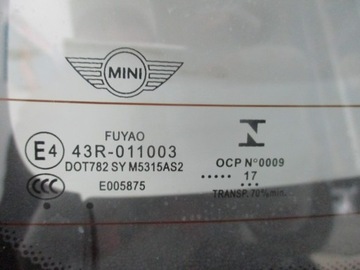 MINI
FUYAO
E4 43R-011003
DOT782 SY M5315AS2
CCC E005875
N
OCP N°0009
..... 17 ....
TRANSP. 70% min.